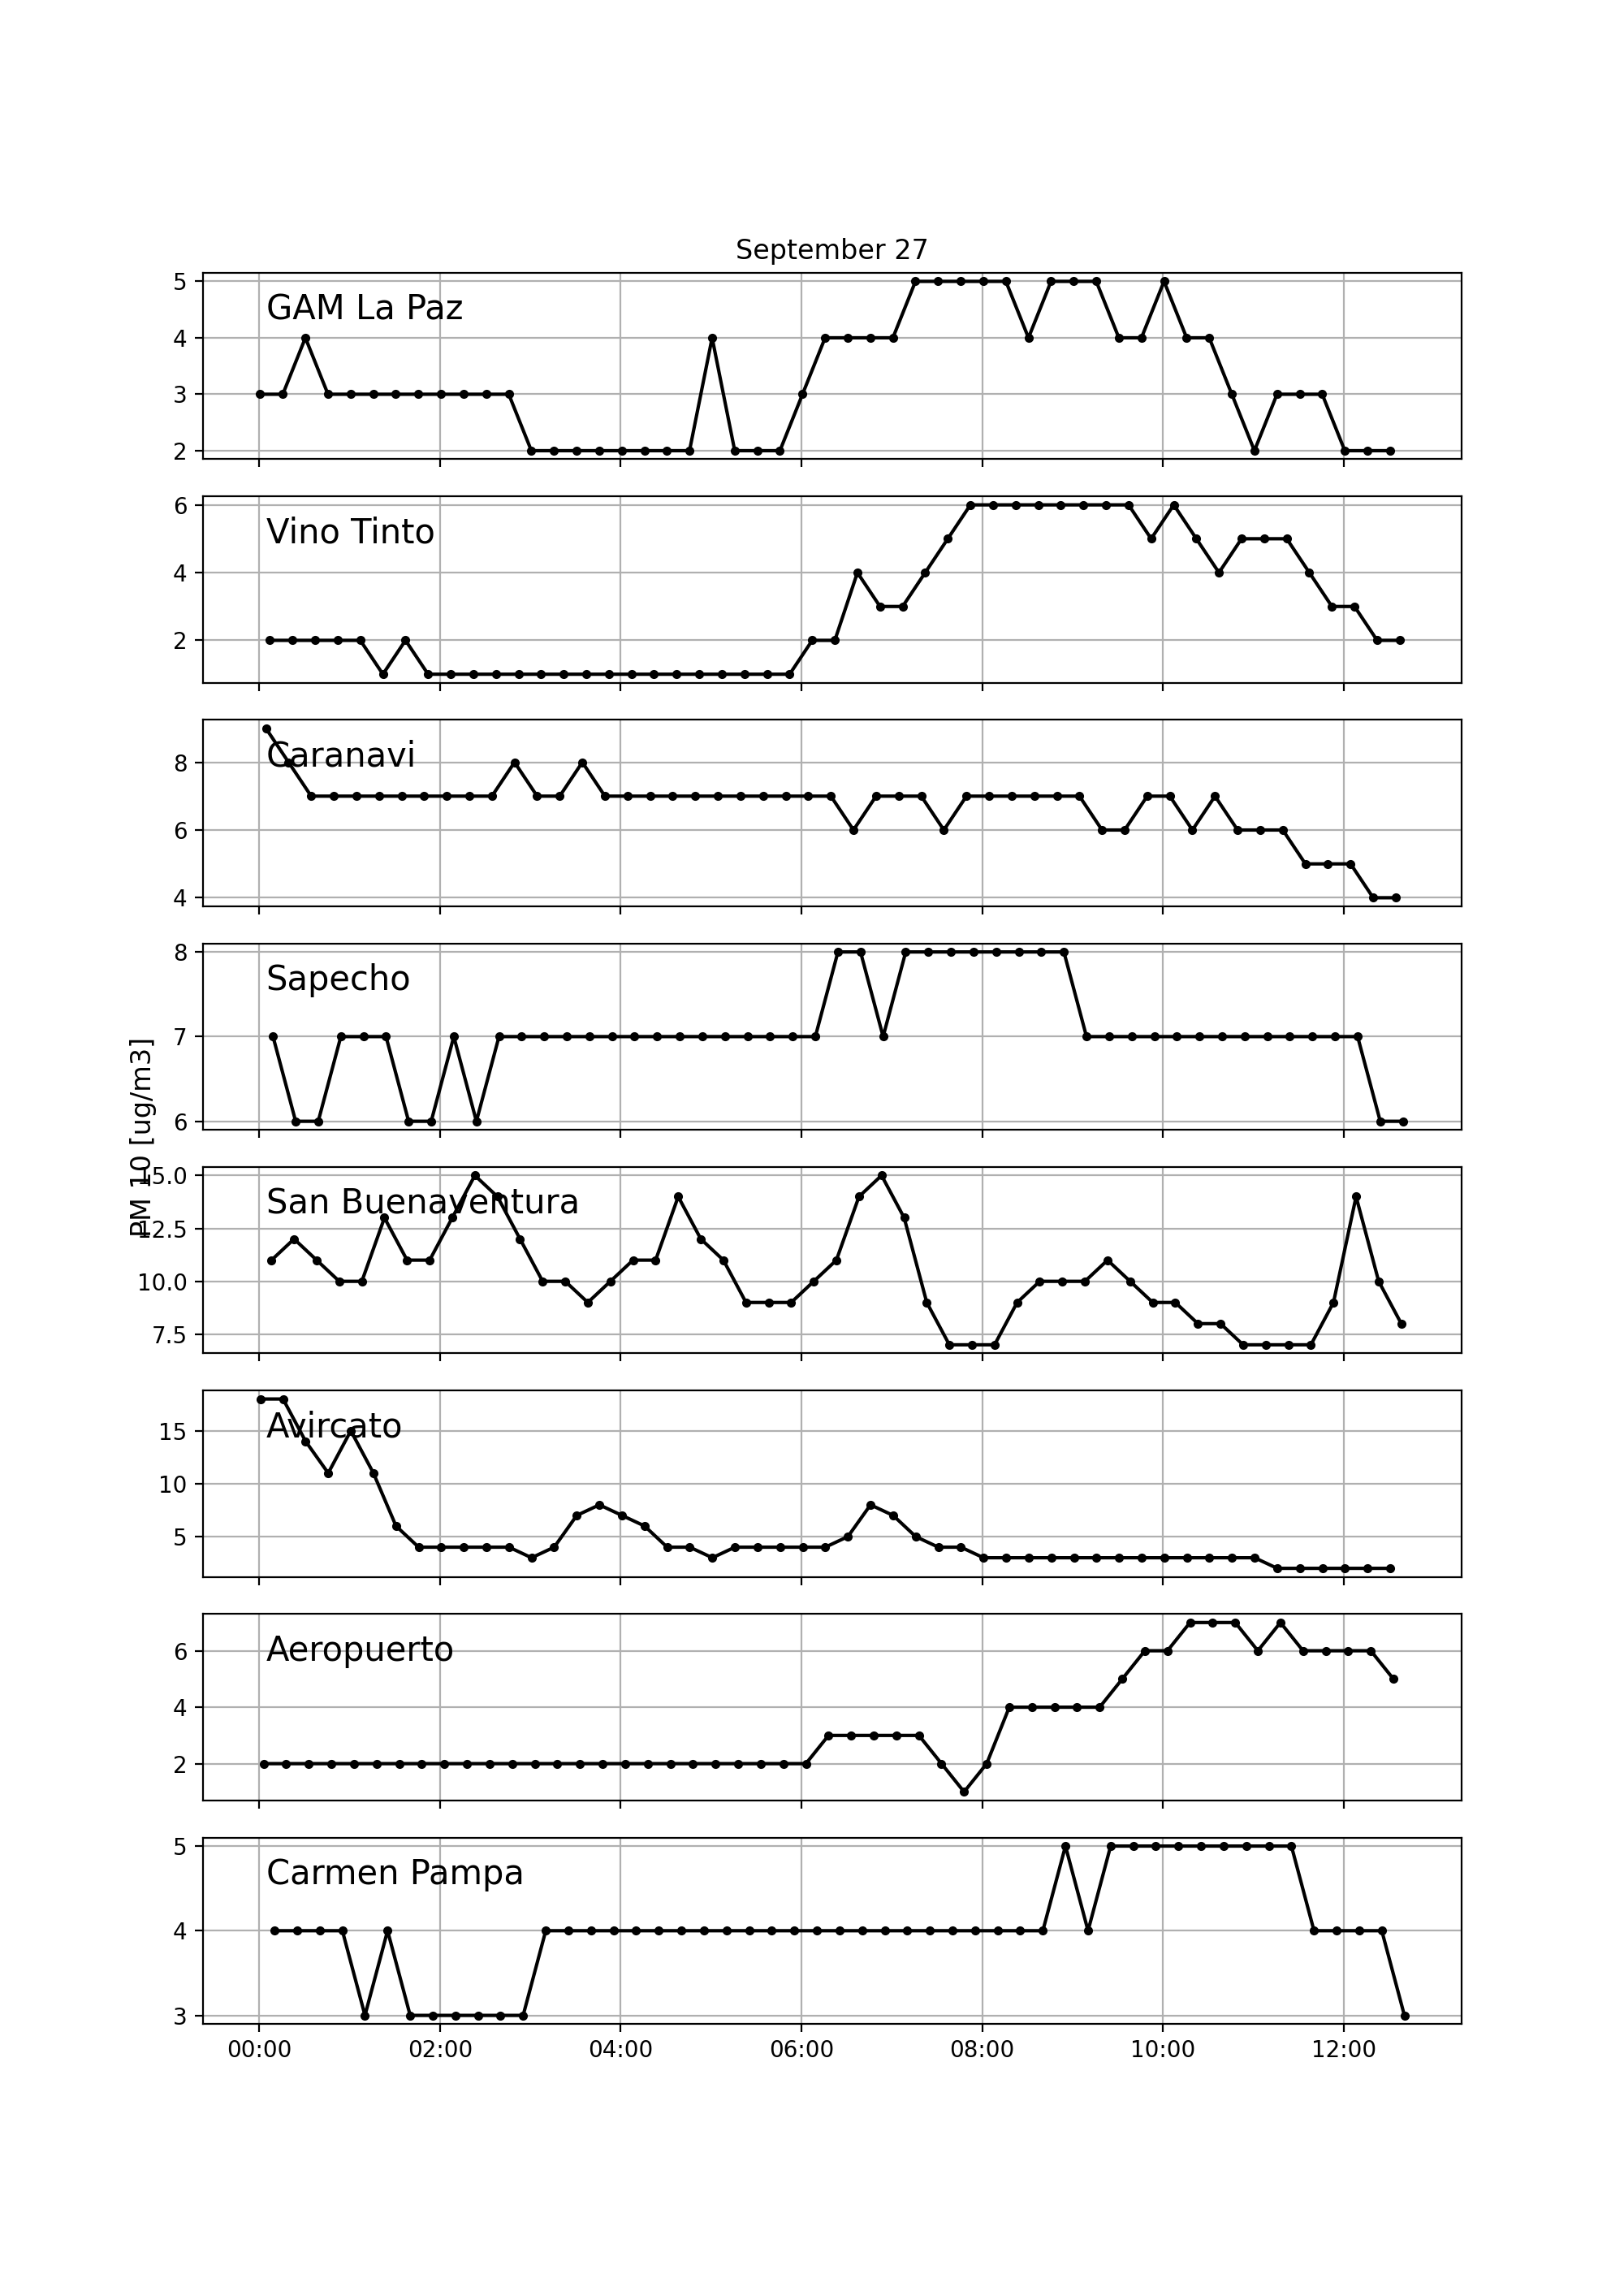 September 27
5
GAM La Paz
4
3
2
6
Vino Tinto
4
2
Caranavi
8
6
4
8
Sapecho
7
6
PM 10 [ug/m3]
15.0
San Buenaventura
12.5
10.0
7.5
Avircato
15
10
5
Aeropuerto
6
4
2
5
Carmen Pampa
4
3
00:00 02:00 04:00 06:00 08:00 10:00 12:00